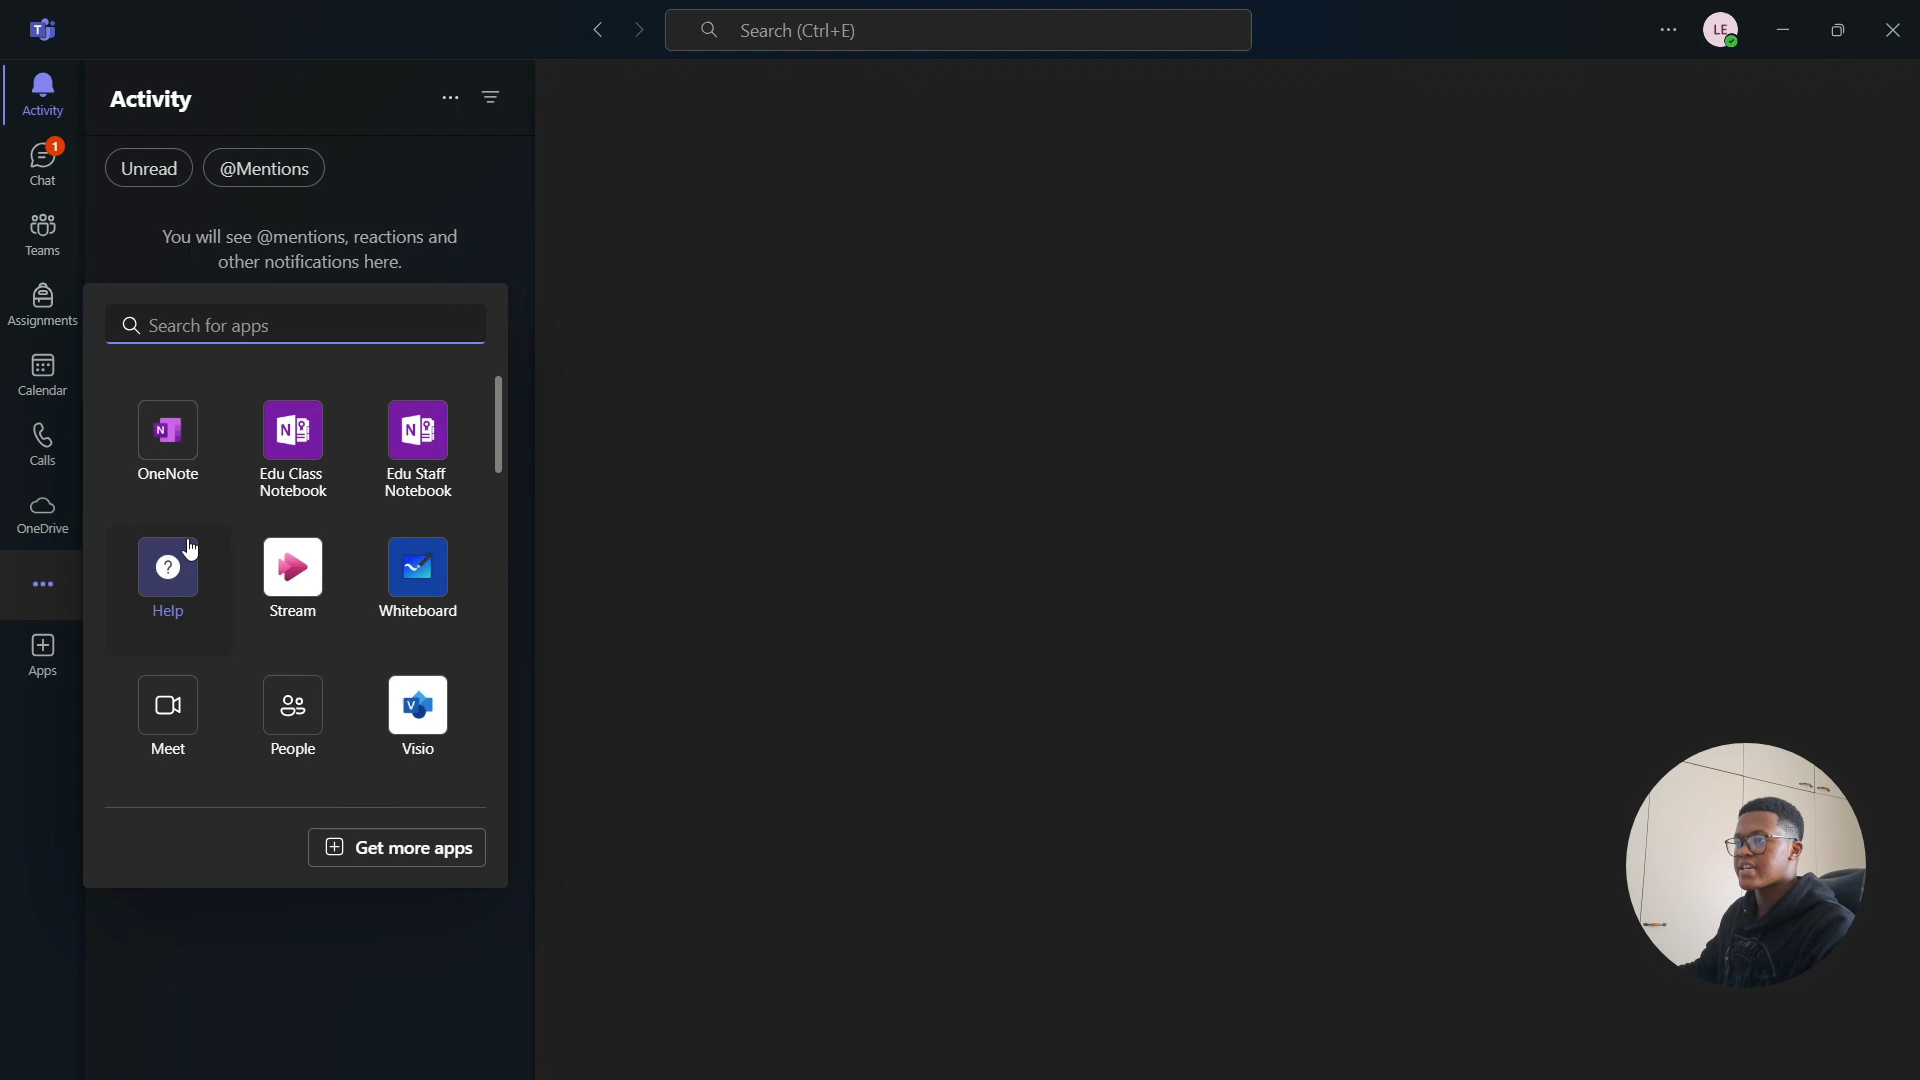 Search (Ctrl+E)
LE
Activity
Activity
Unread
@Mentions
You will see @mentions, reactions and
other notifications here.
1
Chat
Teams
Assignments
Calendar
Calls
OneDrive
Apps
Search for apps
OneNote
Edu Class
Notebook
Edu Staff
Notebook
Help
Stream
Whiteboard
Meet
People
Visio
Get more apps